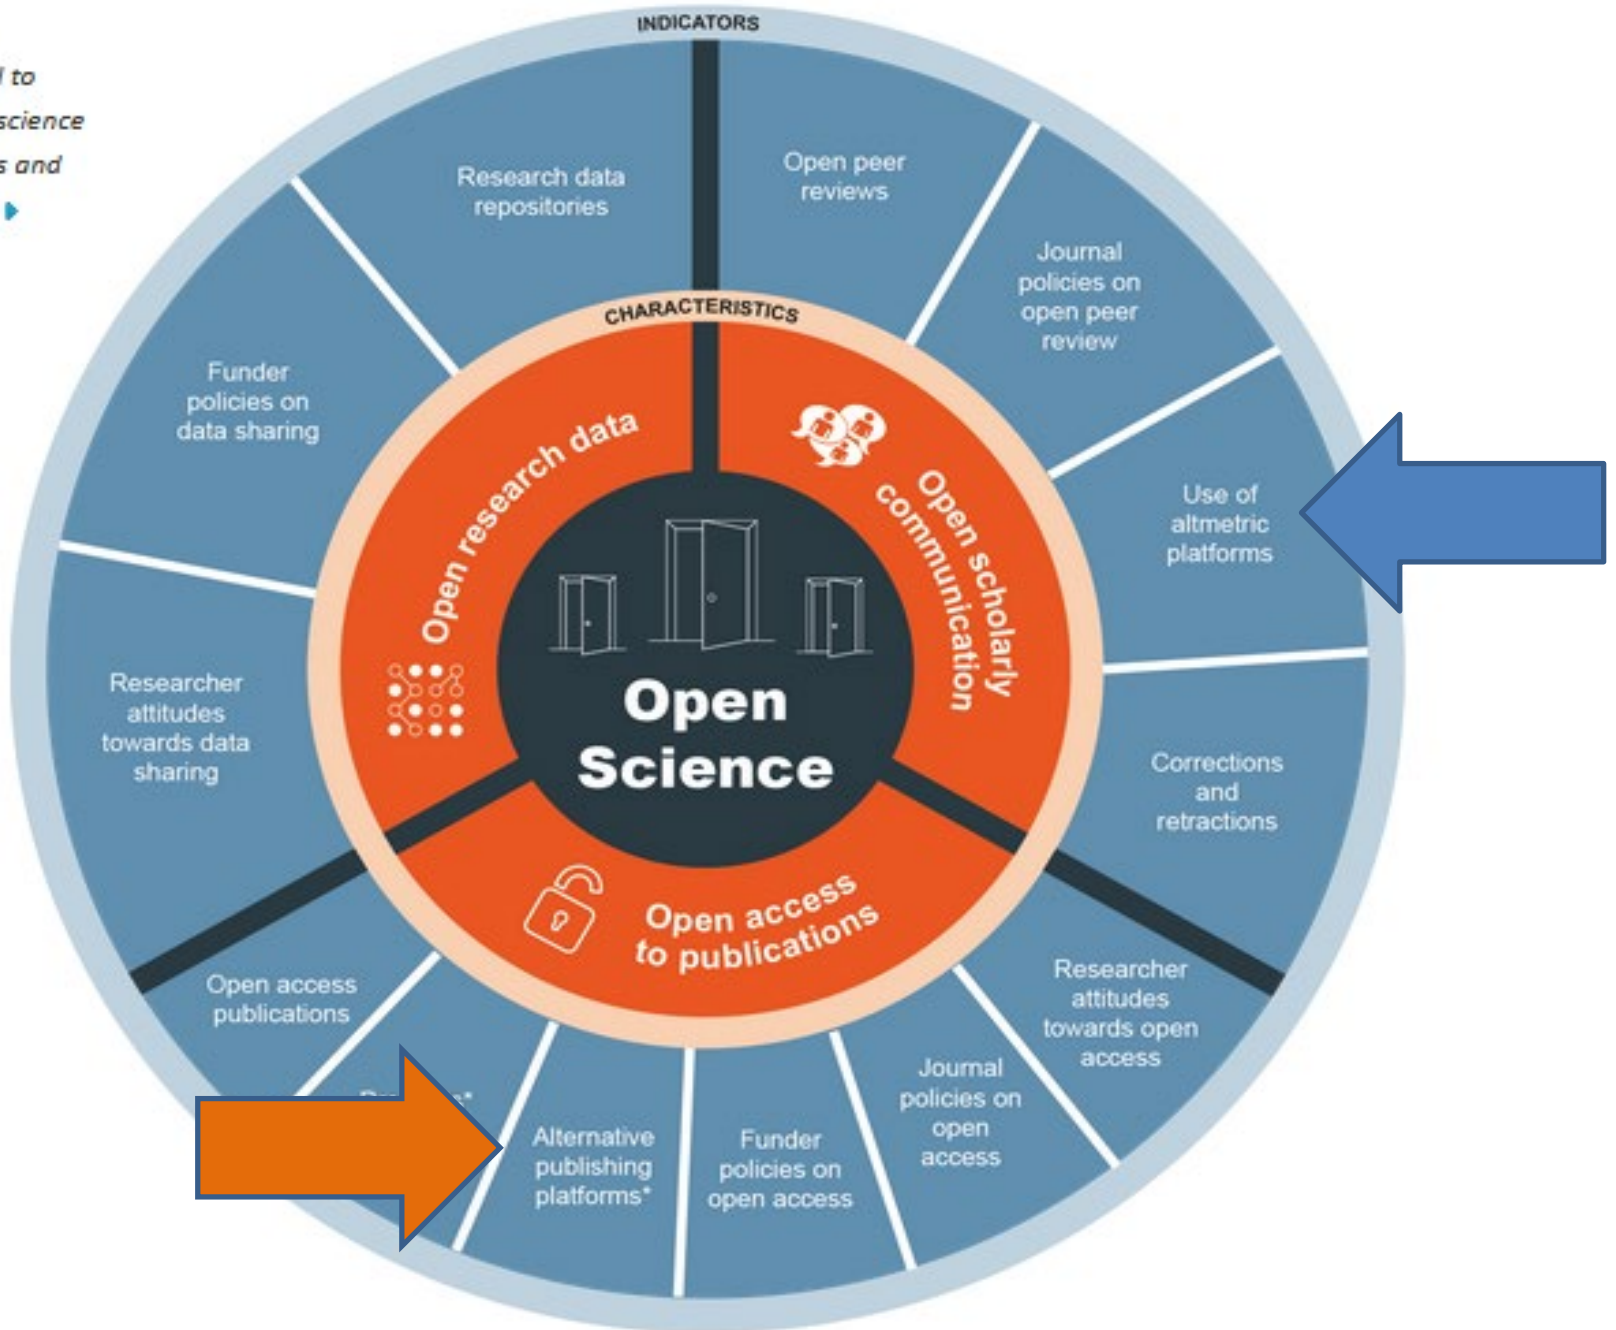 to
science
s and
INDICATORS
Research data
repositories
Open peer
reviews
Journal
policies on
open peer
review
CHARACTERISTICS
Funder
policies on
data sharing
Open research data
Open scholarly
communication
Use of
altmetric
platforms
Researcher
attitudes
towards data
sharing
Open
Science
Corrections
and
retractions
Open access
to publications
Open access
publications
Researcher
attitudes
towards open
access
Journal
policies on
open
access
Alternative
publishing
platforms*
Funder
policies on
open access